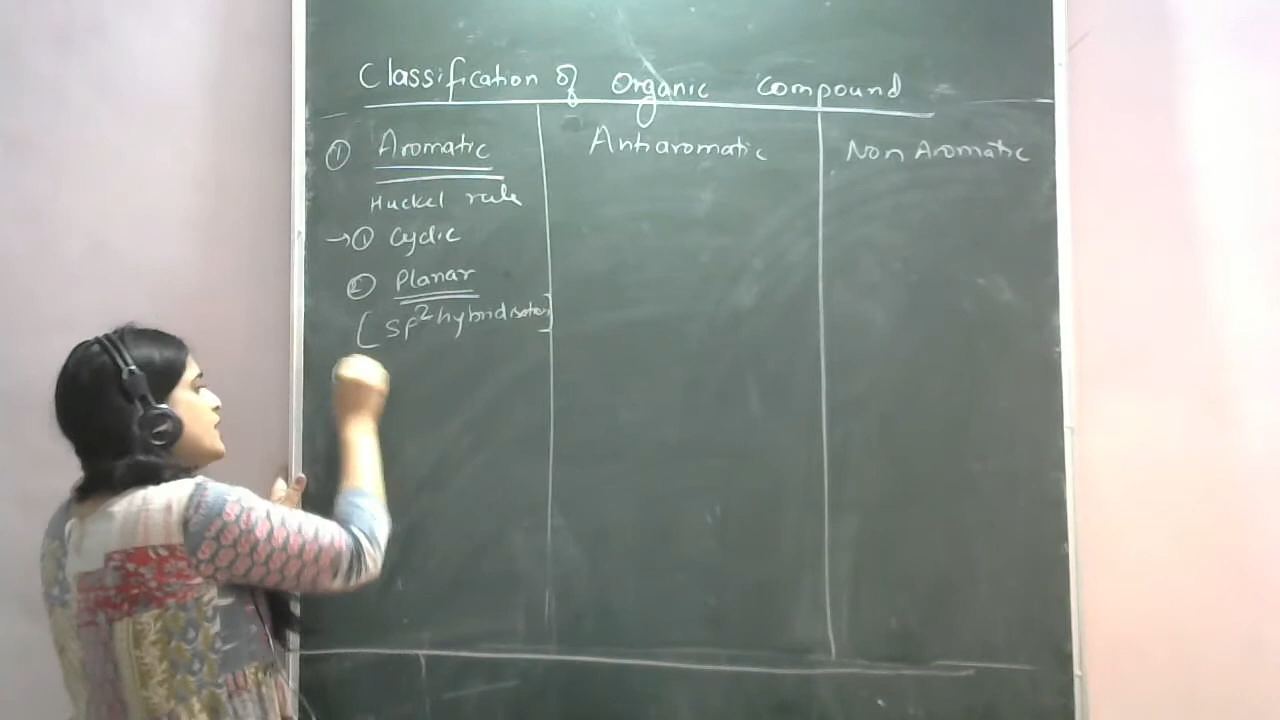 Classification of Organic Compound
① Aromatic
Huckel rule
→ ① Cyclic
② Planar
[sp² hybridisation]
Antiaromatic
Non Aromatic